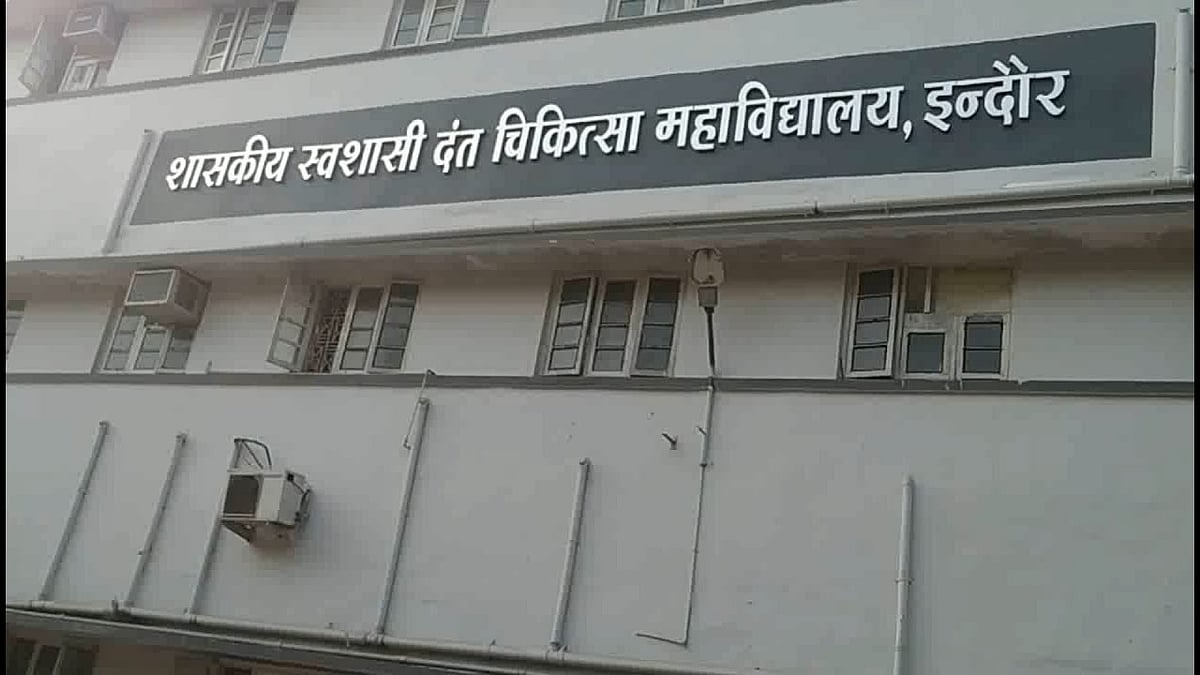 शासकीय स्वशासी दंत चिकित्सा महाविद्यालय, इन्दौर